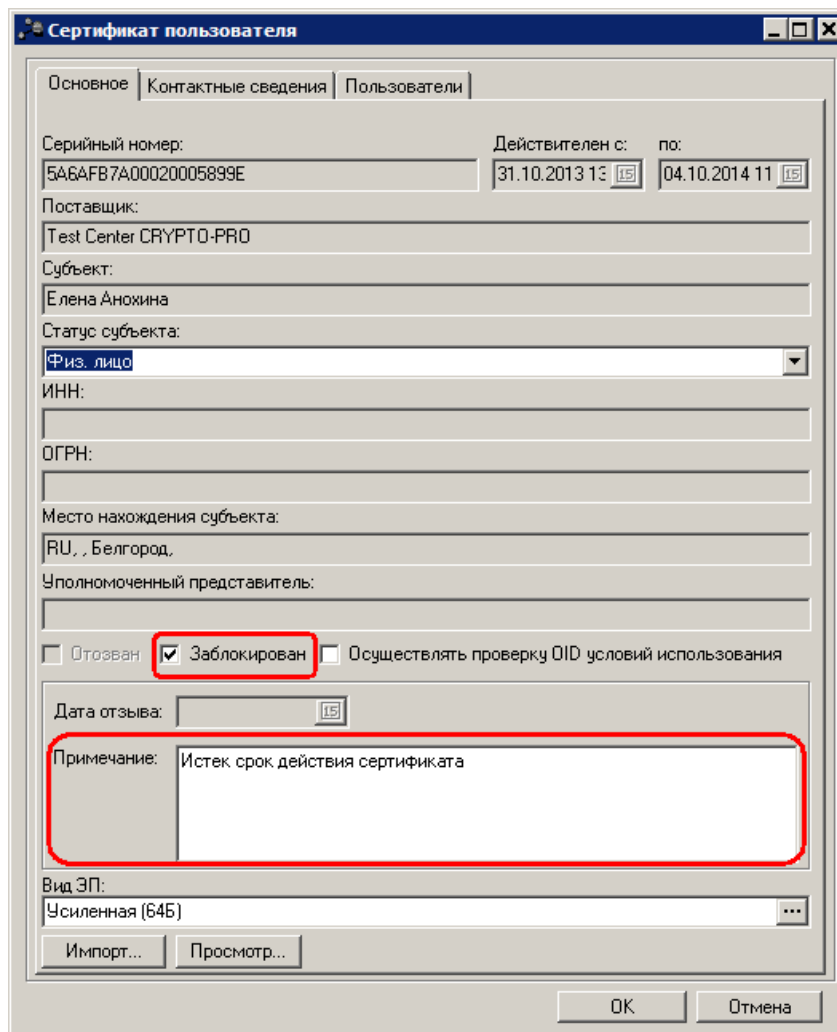 Сертификат пользователя
Основное Контактные сведения Пользователи
Серийный номер: Действителен с: по:
5A6AFB7A00020005899E 31.10.2013 13 15 04.10.2014 11 15
Поставщик:
Test Center CRYPTO-PRO
Субъект:
Елена Анохина
Статус субъекта:
Физ. лицо
ИНН:
ОГРН:
Место нахождения субъекта:
RU, , Белгород,
Уполномоченный представитель:
Отозван Заблокирован Осуществлять проверку OID условий использования
Дата отзыва: 15
Примечание: Истек срок действия сертификата
Вид ЭП:
Усиленная (64Б) ...
Импорт... Просмотр...
OK Отмена